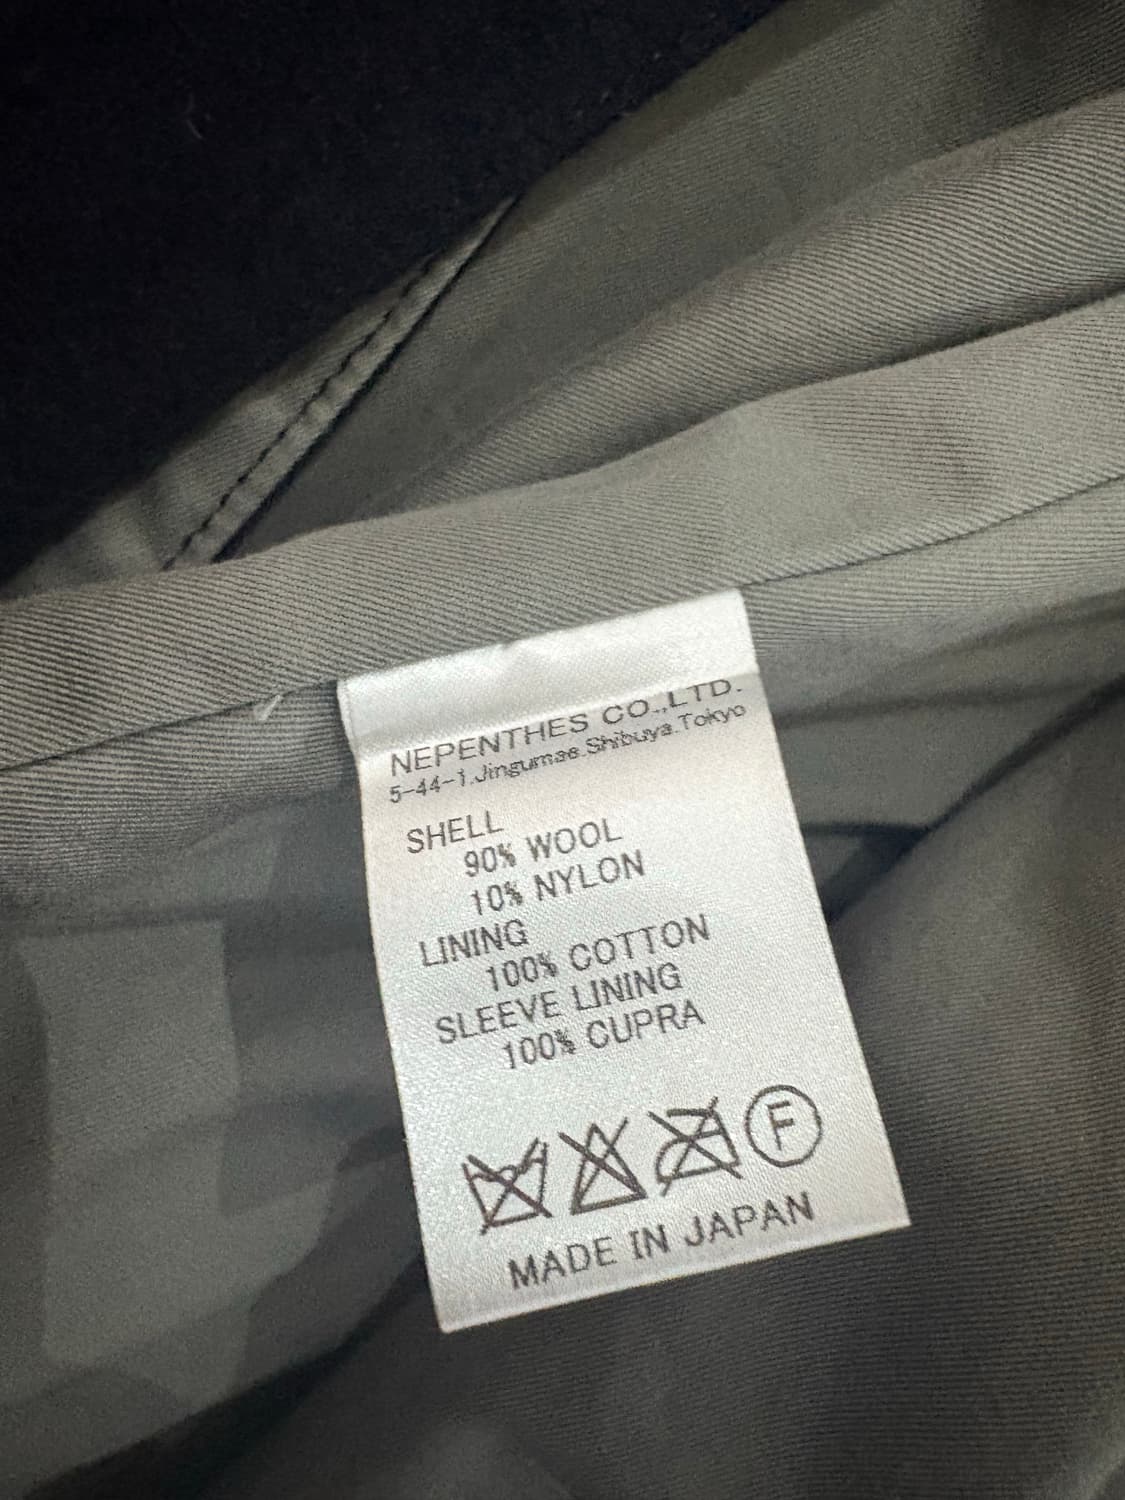 NEPENTHES CO.,LTD.
5-44-1.Jingumae.Shibuya.Tokyo
SHELL
90% WOOL
10% NYLON
LINING
100% COTTON
SLEEVE LINING
100% CUPRA
F
MADE IN JAPAN